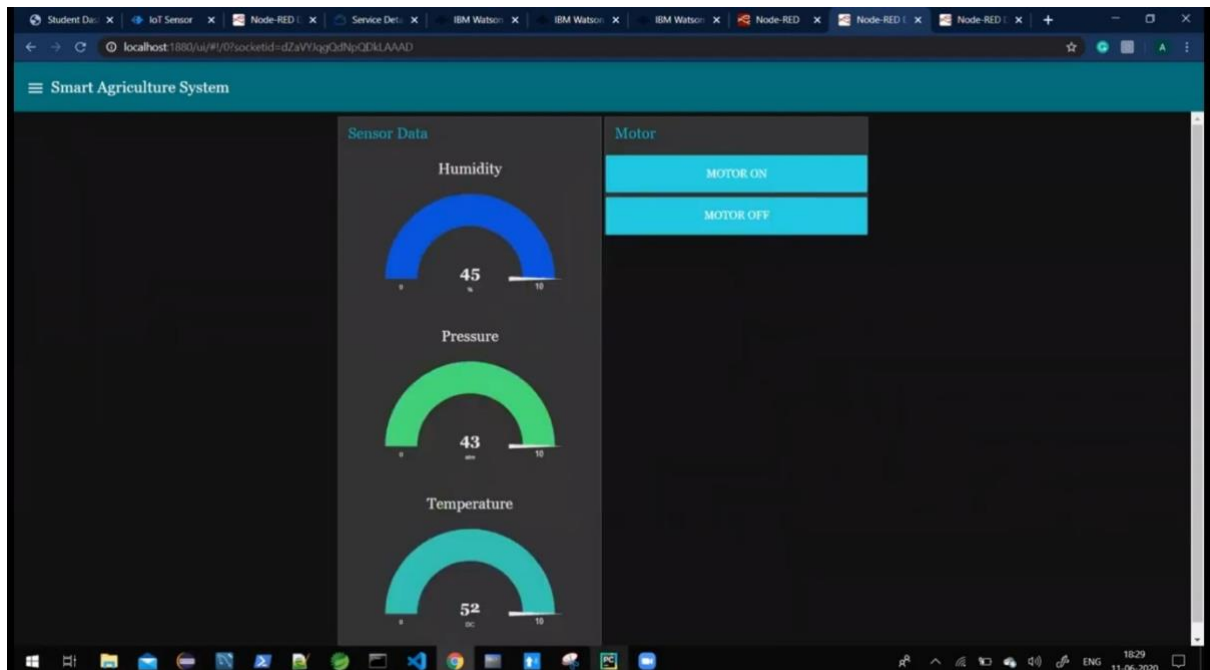 Student Das
IoT Sensor
Node-RED
Service Deta
IBM Watson
IBM Watson
IBM Watson
Node-RED
Node-RED
Node-RED
localhost:1880/ui/#!/0?socketid=
A
Smart Agriculture System
Sensor Data
Humidity
45
%
0
10
Pressure
43
atm
0
10
Temperature
52
0
10
Motor
MOTOR ON
MOTOR OFF
ENG
18:29
11-06-2020